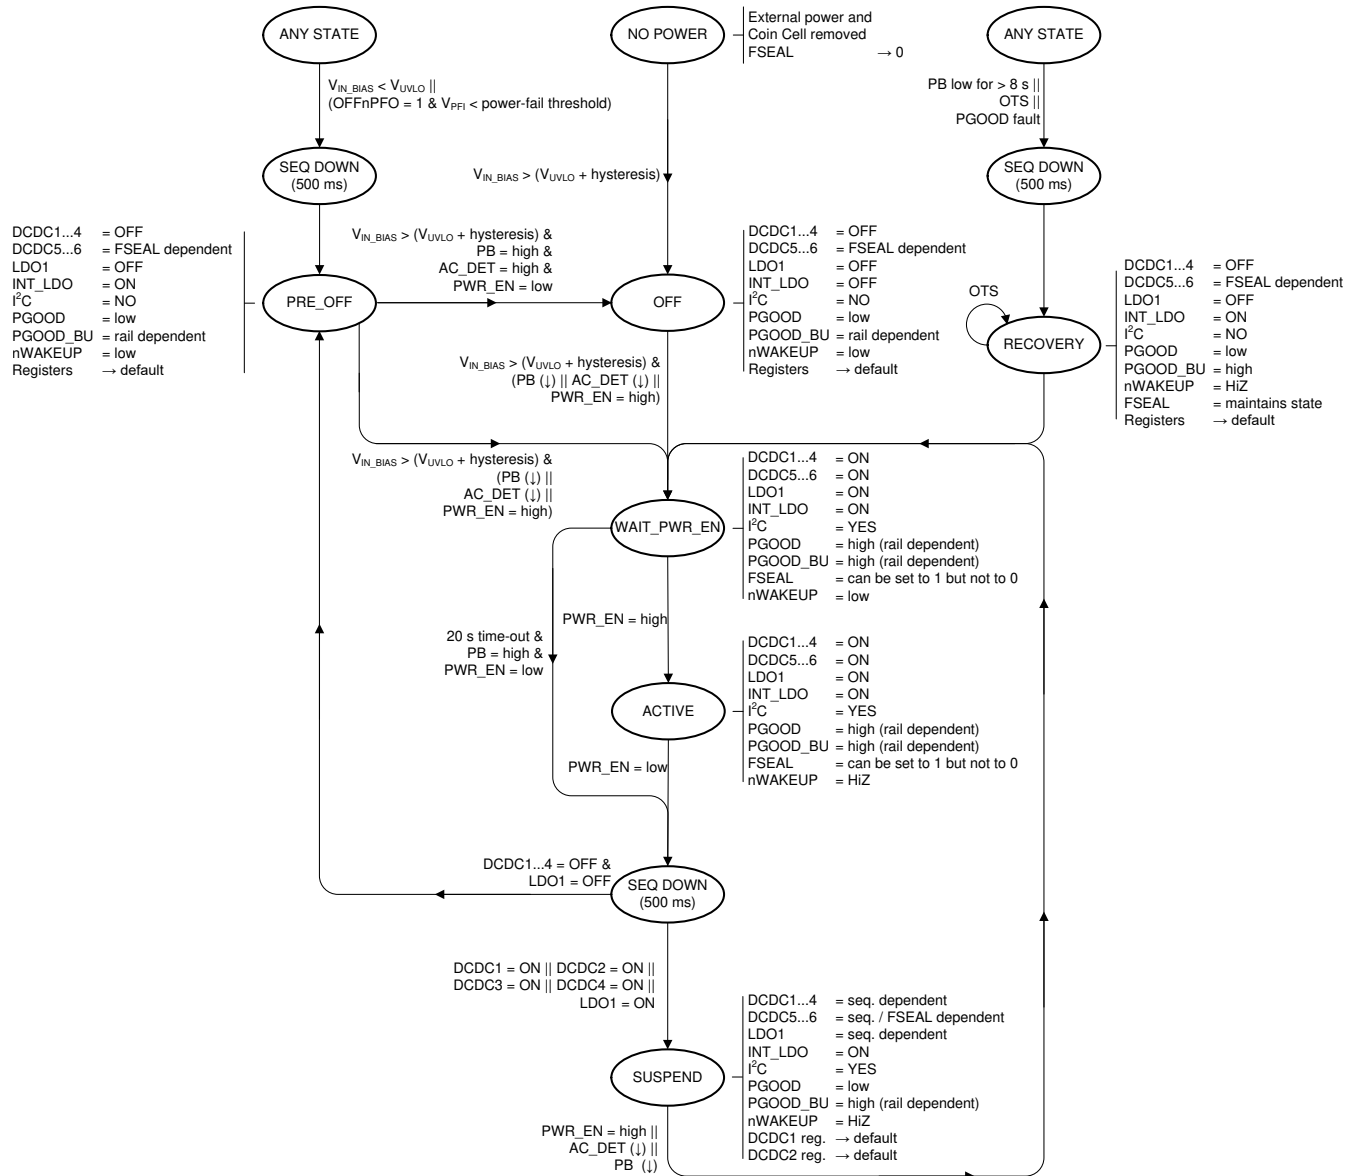 ANY STATE
NO POWER
External power and
Coin Cell removed
FSEAL → 0
ANY STATE
V_IN_BIAS < V_UVLO ||
(OFFnPFO = 1 & V_PFI < power-fail threshold)
PB low for > 8 s ||
OTS ||
PGOOD fault
SEQ DOWN
(500 ms)
V_IN_BIAS > (V_UVLO + hysteresis)
SEQ DOWN
(500 ms)
DCDC1...4 = OFF
DCDC5...6 = FSEAL dependent
LDO1 = OFF
INT_LDO = ON
I²C = NO
PGOOD = low
PGOOD_BU = rail dependent
nWAKEUP = low
Registers → default
PRE_OFF
V_IN_BIAS > (V_UVLO + hysteresis) &
PB = high &
AC_DET = high &
PWR_EN = low
OFF
DCDC1...4 = OFF
DCDC5...6 = FSEAL dependent
LDO1 = OFF
INT_LDO = OFF
I²C = NO
PGOOD = low
PGOOD_BU = rail dependent
nWAKEUP = low
Registers → default
OTS
RECOVERY
DCDC1...4 = OFF
DCDC5...6 = FSEAL dependent
LDO1 = OFF
INT_LDO = ON
I²C = NO
PGOOD = low
PGOOD_BU = high
nWAKEUP = HiZ
FSEAL = maintains state
Registers → default
V_IN_BIAS > (V_UVLO + hysteresis) &
(PB (↓) || AC_DET (↓) ||
PWR_EN = high)
V_IN_BIAS > (V_UVLO + hysteresis) &
(PB (↓) ||
AC_DET (↓) ||
PWR_EN = high)
WAIT_PWR_EN
DCDC1...4 = ON
DCDC5...6 = ON
LDO1 = ON
INT_LDO = ON
I²C = YES
PGOOD = high (rail dependent)
PGOOD_BU = high (rail dependent)
FSEAL = can be set to 1 but not to 0
nWAKEUP = low
PWR_EN = high
20 s time-out &
PB = high &
PWR_EN = low
ACTIVE
DCDC1...4 = ON
DCDC5...6 = ON
LDO1 = ON
INT_LDO = ON
I²C = YES
PGOOD = high (rail dependent)
PGOOD_BU = high (rail dependent)
FSEAL = can be set to 1 but not to 0
nWAKEUP = HiZ
PWR_EN = low
DCDC1...4 = OFF &
LDO1 = OFF
SEQ DOWN
(500 ms)
DCDC1 = ON || DCDC2 = ON ||
DCDC3 = ON || DCDC4 = ON ||
LDO1 = ON
SUSPEND
DCDC1...4 = seq. dependent
DCDC5...6 = seq. / FSEAL dependent
LDO1 = seq. dependent
INT_LDO = ON
I²C = YES
PGOOD = low
PGOOD_BU = high (rail dependent)
nWAKEUP = HiZ
DCDC1 reg. → default
DCDC2 reg. → default
PWR_EN = high ||
AC_DET (↓) ||
PB (↓)